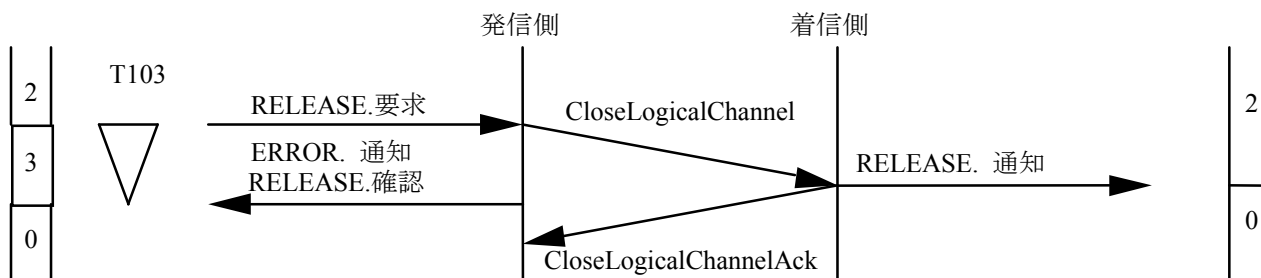 発信側
着信側
T103
2
RELEASE.要求
CloseLogicalChannel
2
3
ERROR. 通知
RELEASE.確認
RELEASE. 通知
0
CloseLogicalChannelAck
0